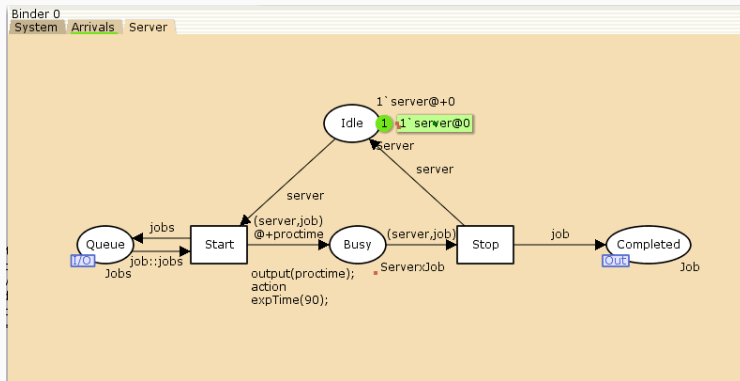 Binder 0
System Arrivals Server
1`server@+0
Idle 1 1`server@0
Server
server
server
jobs
(server,job)
@+proctime
(server,job)
job
Queue
Start
Busy
Stop
Completed
I/O
job::jobs
Jobs
output(proctime);
action
expTime(90);
ServerxJob
Out
Job